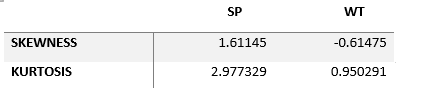 SP WT
SKEWNESS 1.61145 -0.61475
KURTOSIS 2.977329 0.950291